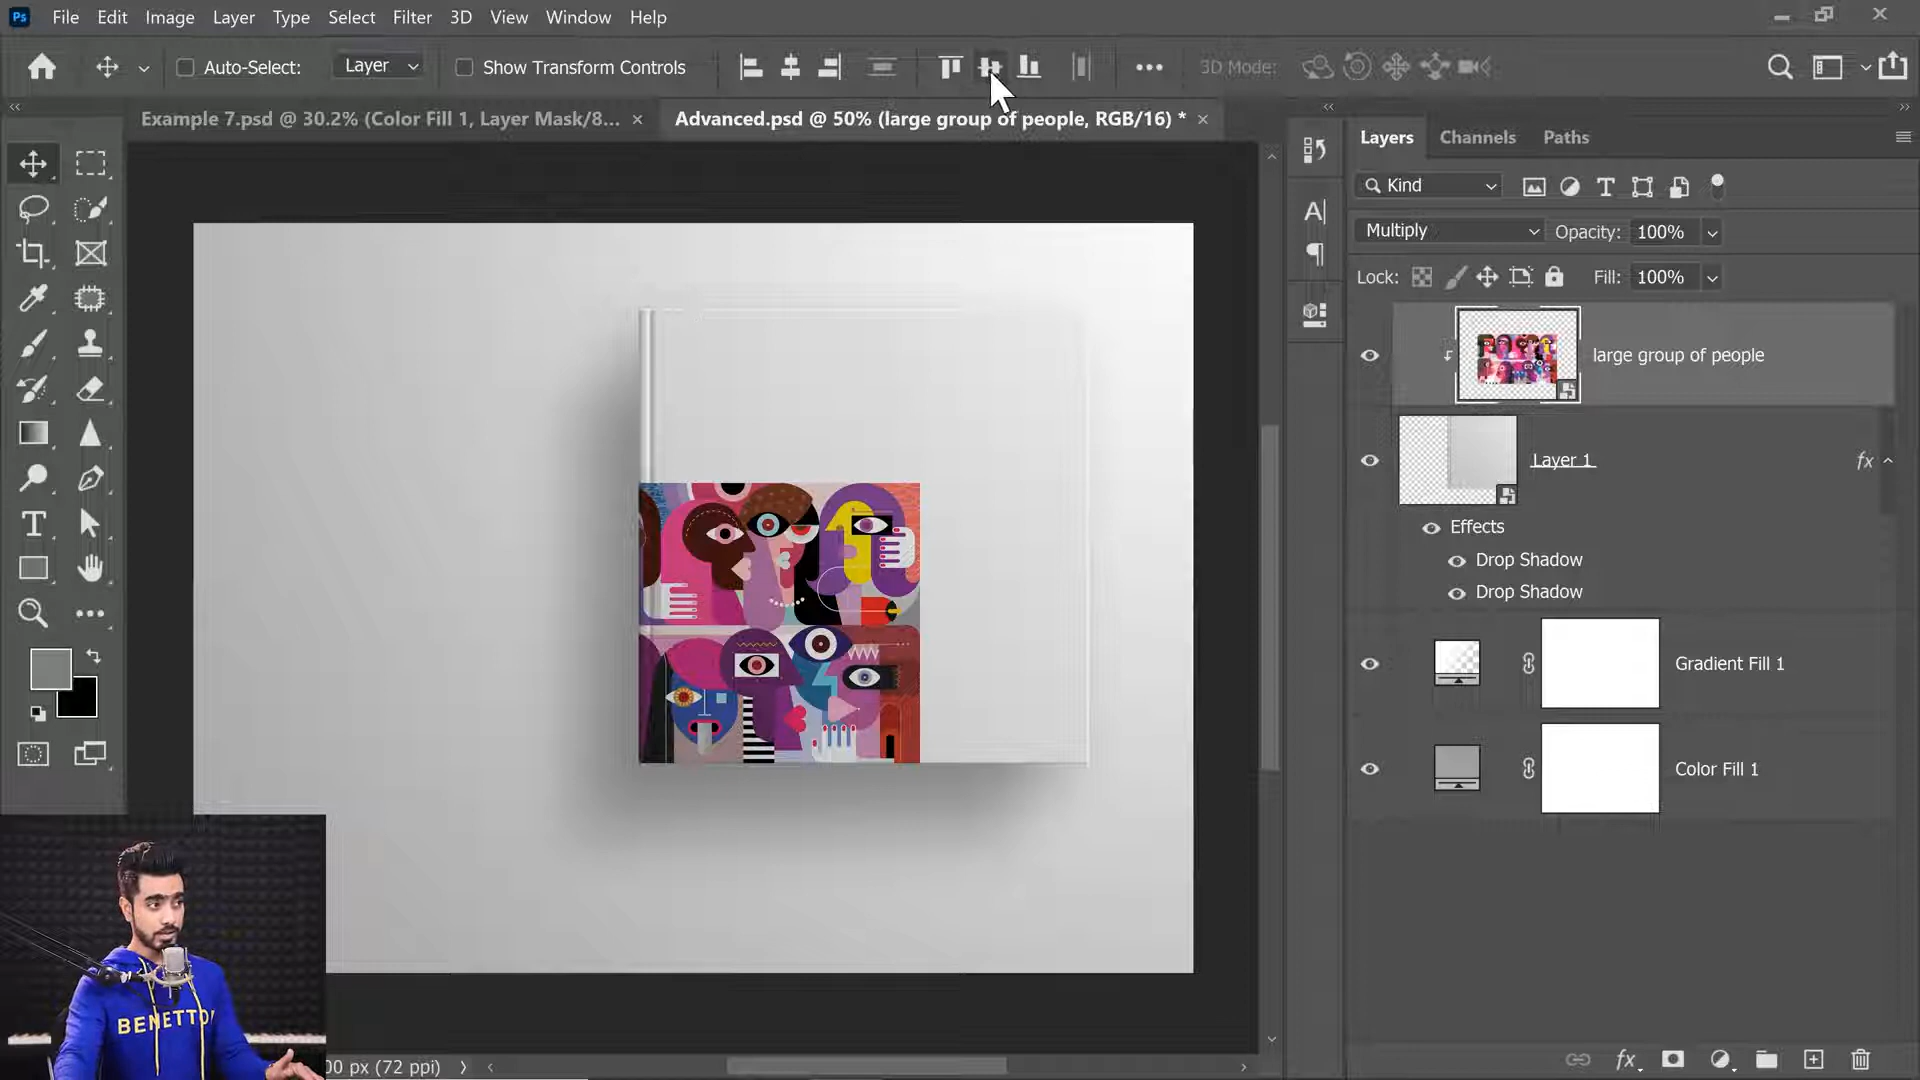 Ps File Edit Image Layer Type Select Filter 3D View Window Help
Auto-Select: Layer Show Transform Controls 3D Mode:
Example 7.psd @ 30.2% (Color Fill 1, Layer Mask/8... × Advanced.psd @ 50% (large group of people, RGB/16) * ×
Layers Channels Paths
Kind
Multiply Opacity: 100%
Lock: Fill: 100%
large group of people
Layer 1 fx
Effects
Drop Shadow
Drop Shadow
Gradient Fill 1
Color Fill 1
BENETTO
00 px (72 ppi)
fx